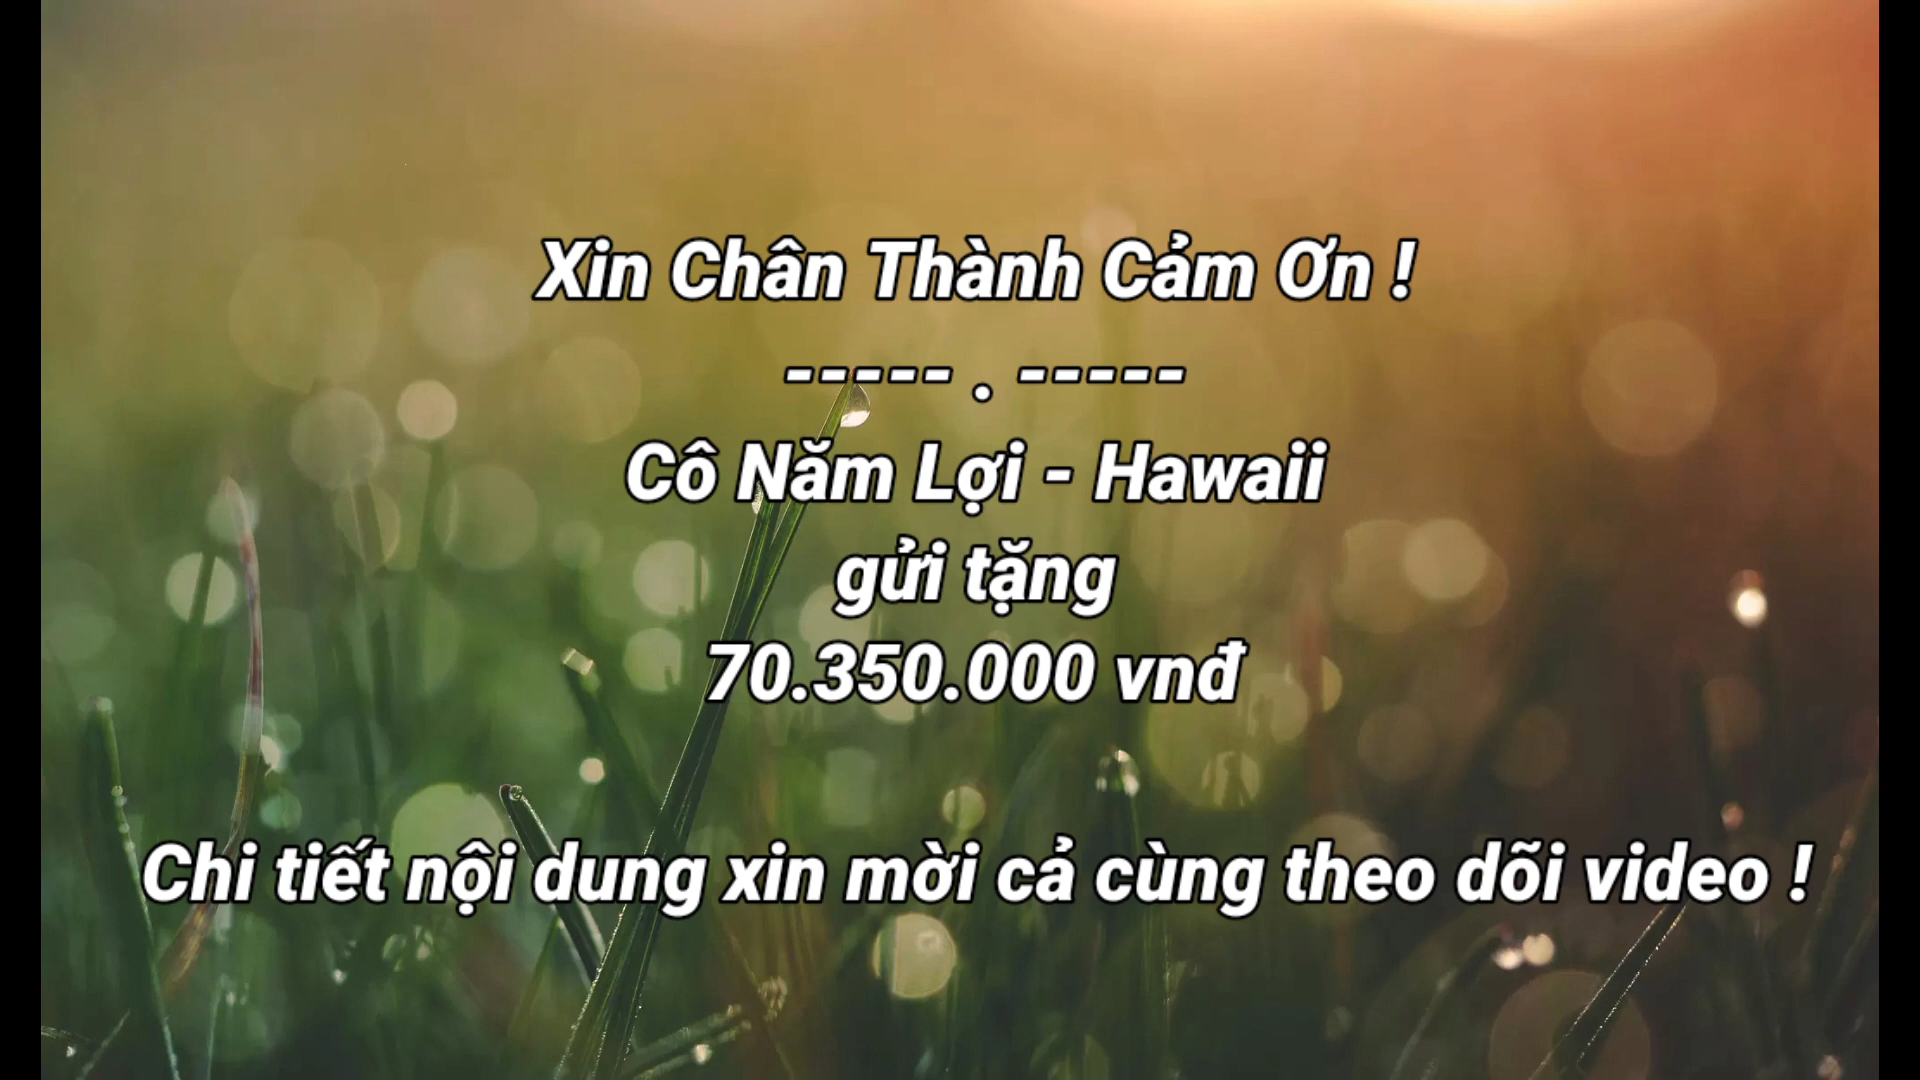 Xin Chân Thành Cảm Ơn !
----- . -----
Cô Năm Lợi - Hawaii
gửi tặng
70.350.000 vnđ
Chi tiết nội dung xin mời cả cùng theo dõi video !